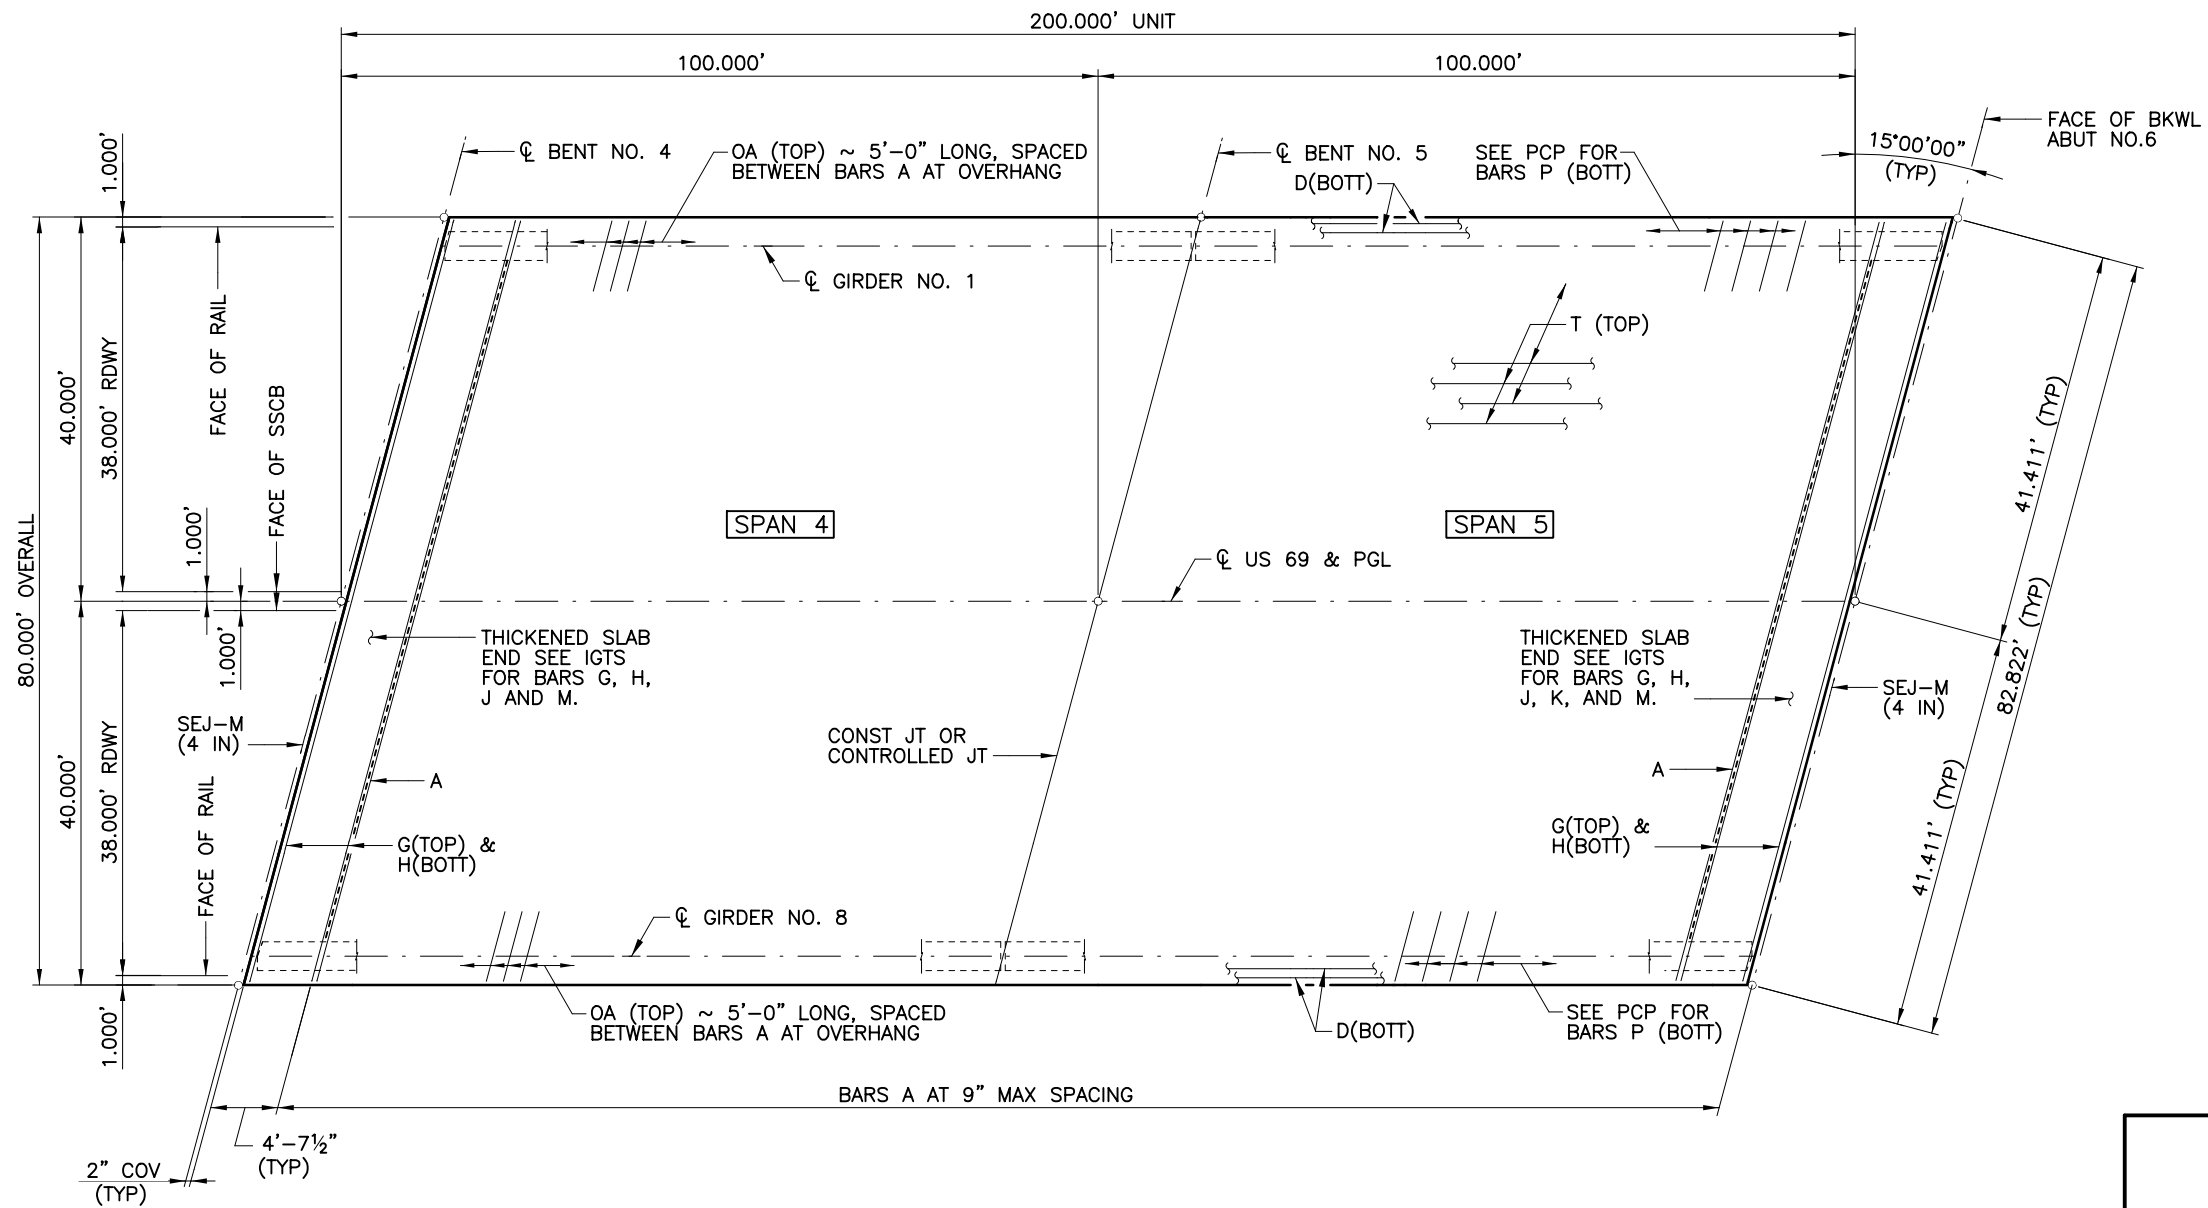 200.000' UNIT
100.000'
100.000'
1.000'
℄ BENT NO. 4
OA (TOP) ~ 5'-0" LONG, SPACED
BETWEEN BARS A AT OVERHANG
℄ BENT NO. 5
D(BOTT)
SEE PCP FOR
BARS P (BOTT)
15°00'00"
(TYP)
FACE OF BKWL
ABUT NO.6
℄ GIRDER NO. 1
T (TOP)
FACE OF RAIL
38.000' RDWY
40.000'
FACE OF SSCB
41.411' (TYP)
80.000' OVERALL
1.000'
SPAN 4
SPAN 5
℄ US 69 & PGL
1.000'
THICKENED SLAB
END SEE IGTS
FOR BARS G, H,
J AND M.
THICKENED SLAB
END SEE IGTS
FOR BARS G, H,
J, K, AND M.
82.822' (TYP)
SEJ-M
(4 IN)
SEJ-M
(4 IN)
CONST JT OR
CONTROLLED JT
A
A
40.000'
38.000' RDWY
FACE OF RAIL
G(TOP) &
H(BOTT)
G(TOP) &
H(BOTT)
41.411' (TYP)
℄ GIRDER NO. 8
1.000'
OA (TOP) ~ 5'-0" LONG, SPACED
BETWEEN BARS A AT OVERHANG
D(BOTT)
SEE PCP FOR
BARS P (BOTT)
BARS A AT 9" MAX SPACING
4'-7½"
(TYP)
2" COV
(TYP)